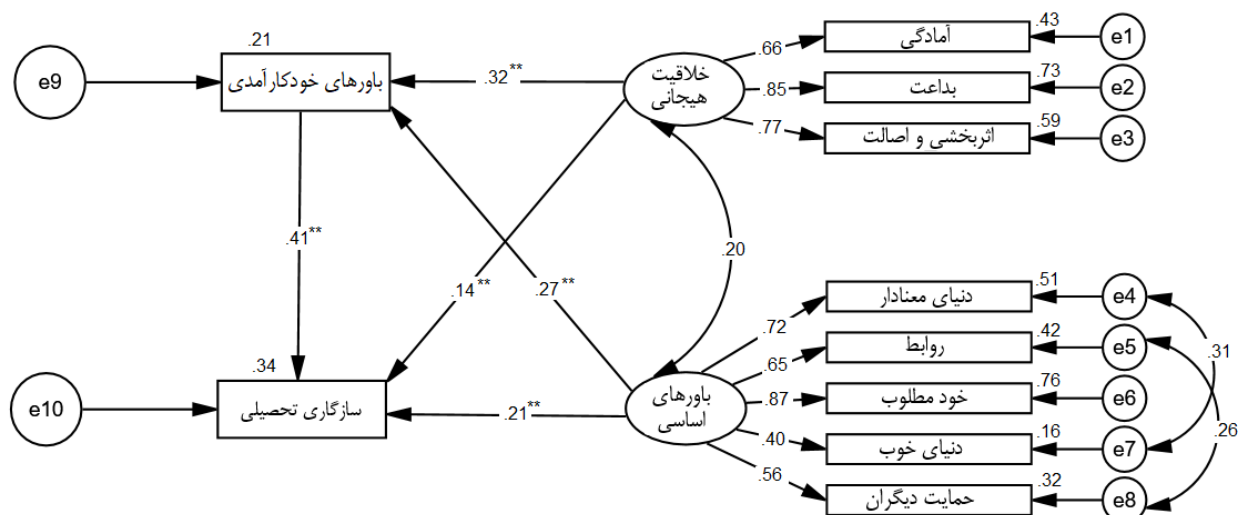 .21
e9
باورهای خودکارآمدی
.32**
خلاقیت
هیجانی
.66
.85
.77
آمادگی
.43
e1
بداعت
.73
e2
اثربخشی و اصالت
.59
e3
.41**
.14**
.27**
.20
.34
e10
سازگاری تحصیلی
.21**
باورهای
اساسی
.72
.65
.87
.40
.56
دنیای معنادار
.51
e4
روابط
.42
e5
خود مطلوب
.76
e6
دنیای خوب
.16
e7
حمایت دیگران
.32
e8
.31
.26